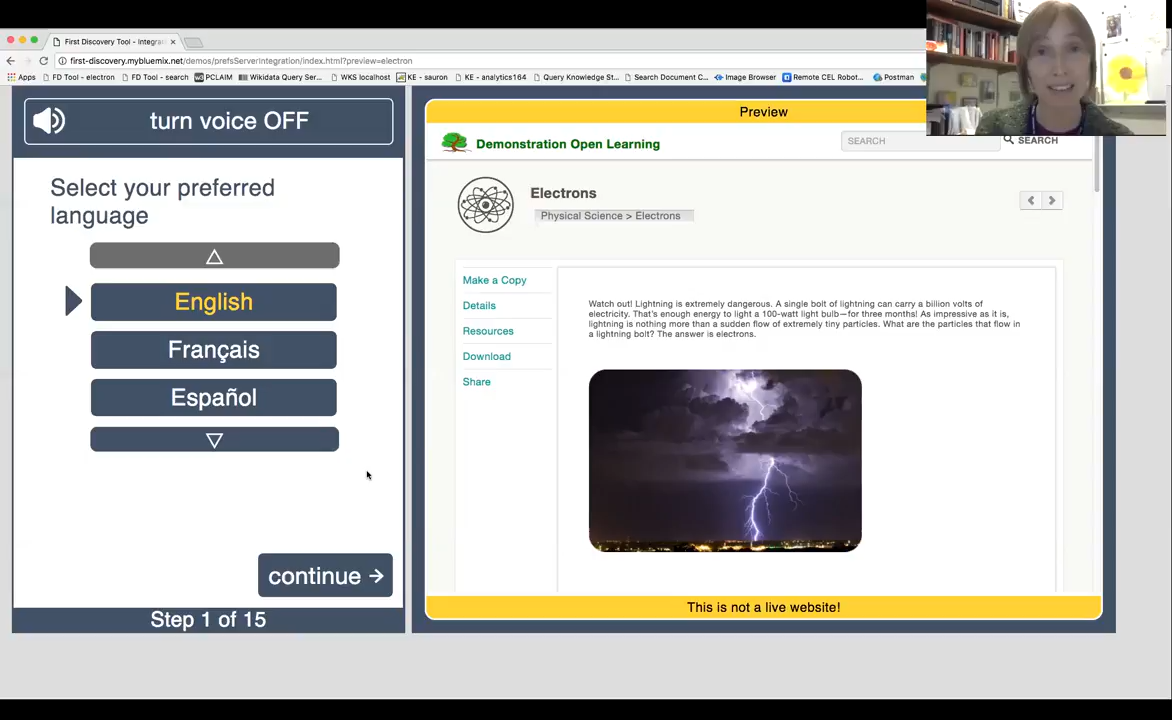 First Discovery Tool - Integra
first-discovery.mybluemix.net/demos/prefsServerIntegration/index.html?preview=electron
Apps FD Tool - electron FD Tool - search PCLAIM Wikidata Query Ser... WKS localhost KE - sauron KE - analytics164 Query Knowledge St... Search Document C... Image Browser Remote CEL Robot... Postman
turn voice OFF
Select your preferred
language
English
Français
Español
continue →
Step 1 of 15
Preview
Demonstration Open Learning
SEARCH
SEARCH
Electrons
Physical Science > Electrons
Make a Copy
Details
Resources
Download
Share
Watch out! Lightning is extremely dangerous. A single bolt of lightning can carry a billion volts of
electricity. That's enough energy to light a 100-watt light bulb—for three months! As impressive as it is,
lightning is nothing more than a sudden flow of extremely tiny particles. What are the particles that flow in
a lightning bolt? The answer is electrons.
This is not a live website!